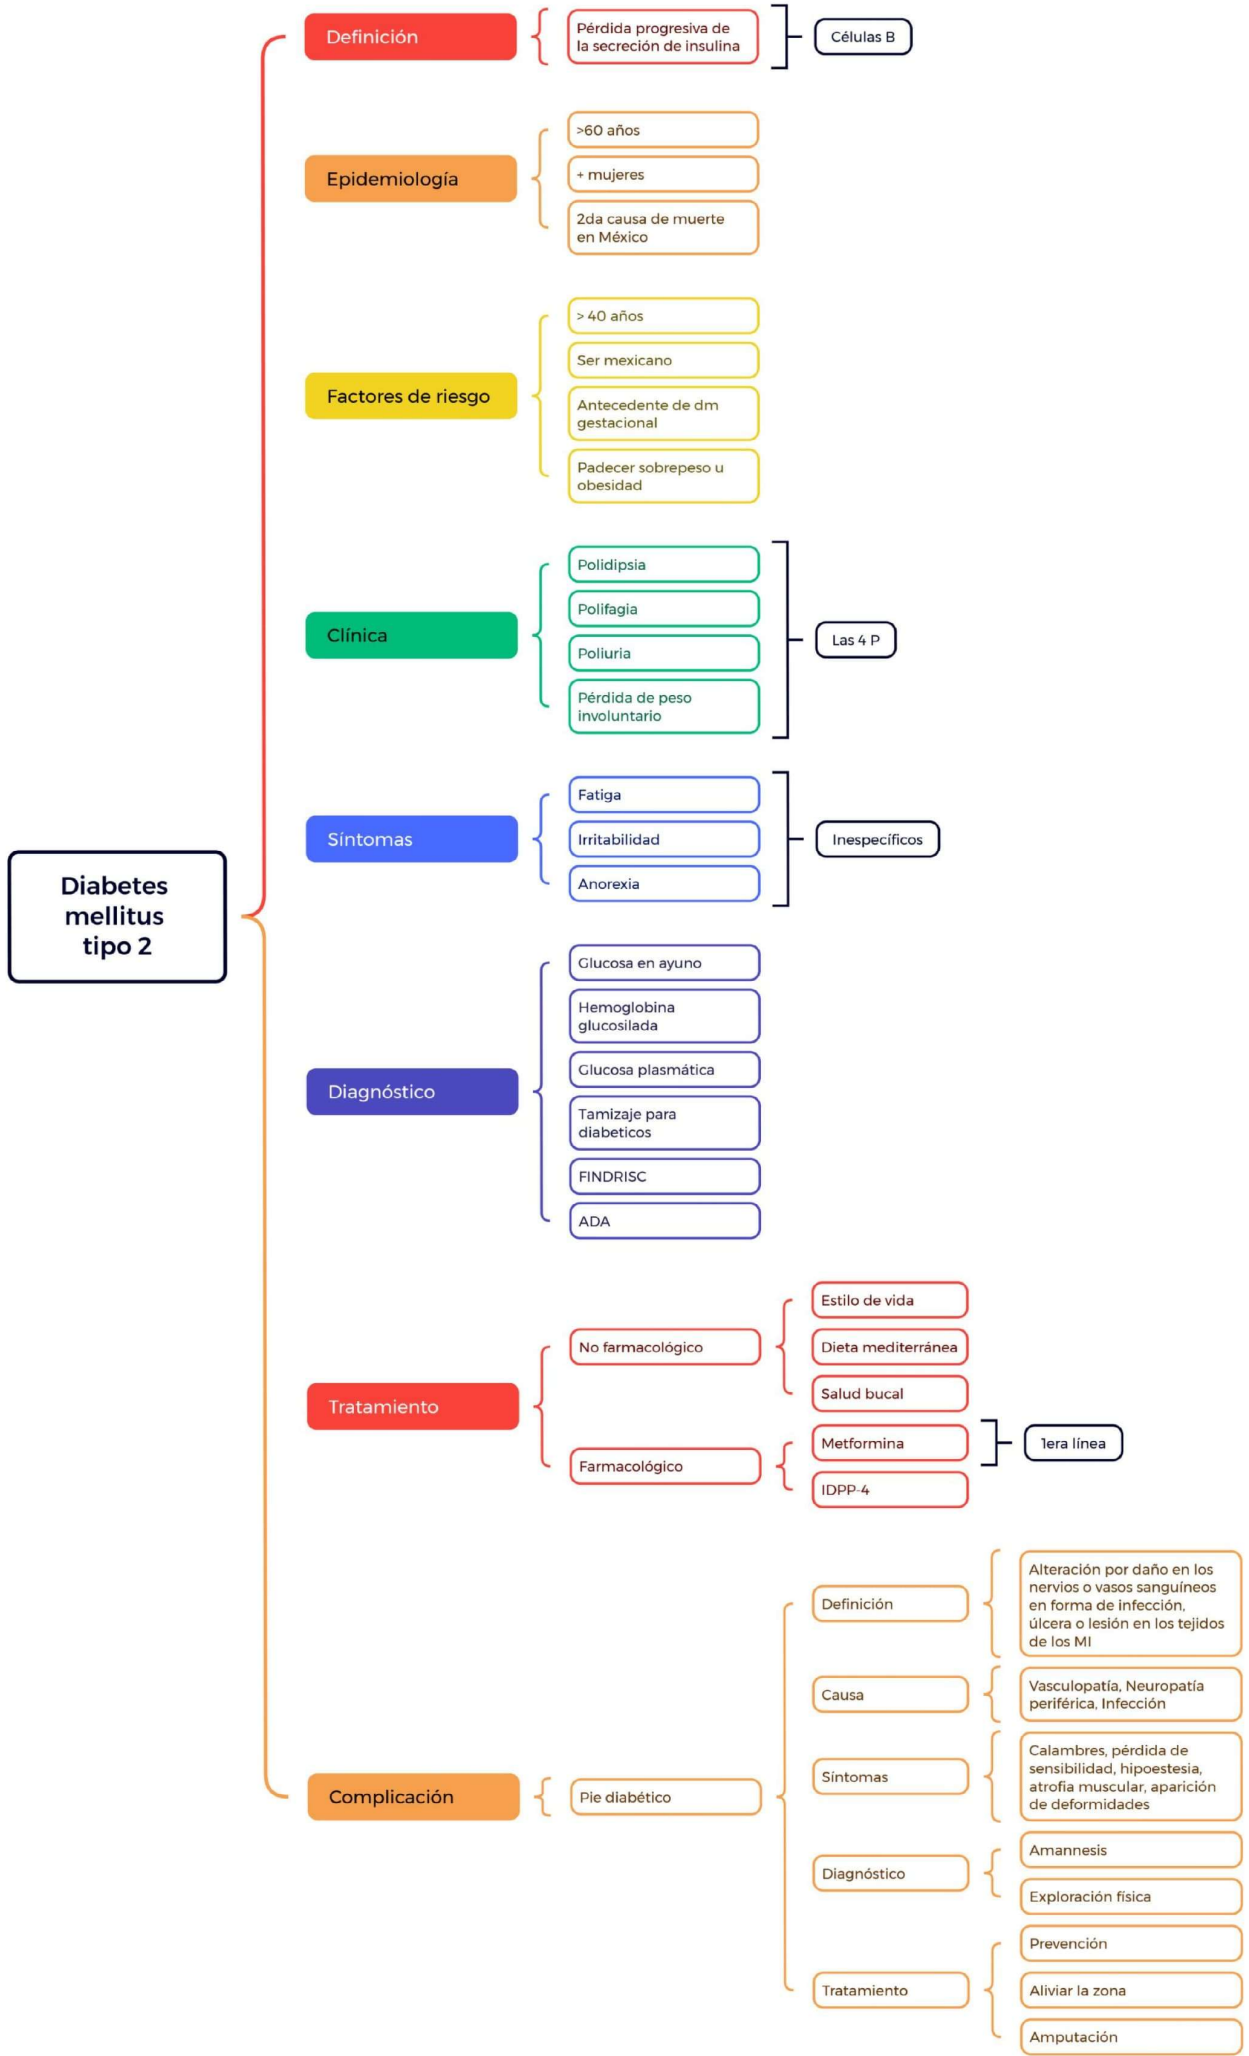 Diabetes
mellitus
tipo 2
Definición
Pérdida progresiva de
la secreción de insulina
Células B
Epidemiología
>60 años
+ mujeres
2da causa de muerte
en México
Factores de riesgo
> 40 años
Ser mexicano
Antecedente de dm
gestacional
Padecer sobrepeso u
obesidad
Clínica
Polidipsia
Polifagia
Poliuria
Pérdida de peso
involuntario
Las 4 P
Síntomas
Fatiga
Irritabilidad
Anorexia
Inespecíficos
Diagnóstico
Glucosa en ayuno
Hemoglobina
glucosilada
Glucosa plasmática
Tamizaje para
diabeticos
FINDRISC
ADA
Tratamiento
No farmacológico
Estilo de vida
Dieta mediterránea
Salud bucal
Farmacológico
Metformina
IDPP-4
1era línea
Complicación
Pie diabético
Definición
Alteración por daño en los
nervios o vasos sanguíneos
en forma de infección,
úlcera o lesión en los tejidos
de los MI
Causa
Vasculopatía, Neuropatía
periférica, Infección
Síntomas
Calambres, pérdida de
sensibilidad, hipoestesia,
atrofia muscular, aparición
de deformidades
Diagnóstico
Amannesis
Exploración física
Tratamiento
Prevención
Aliviar la zona
Amputación